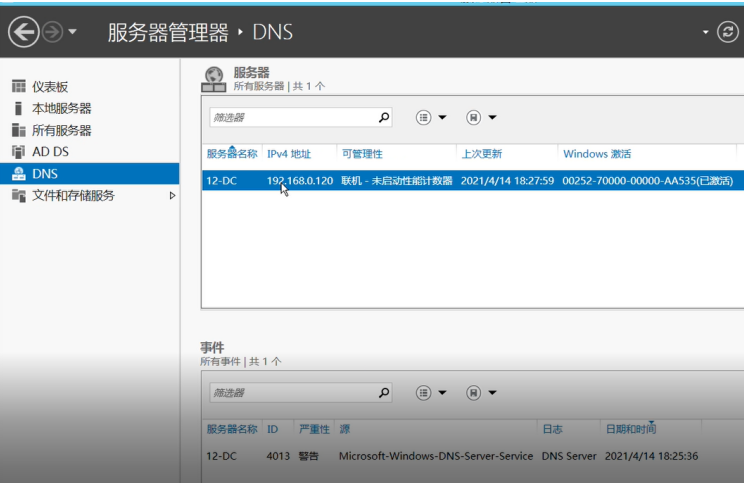 服务器管理器 · DNS
仪表板
本地服务器
所有服务器
AD DS
DNS
文件和存储服务
服务器
所有服务器 | 共 1 个
筛选器
服务器名称 IPv4 地址 可管理性 上次更新 Windows 激活
12-DC 192.168.0.120 联机 - 未启动性能计数器 2021/4/14 18:27:59 00252-70000-00000-AA535(已激活)
事件
所有事件 | 共 1 个
筛选器
服务器名称 ID 严重性 源 日志 日期和时间
12-DC 4013 警告 Microsoft-Windows-DNS-Server-Service DNS Server 2021/4/14 18:25:36